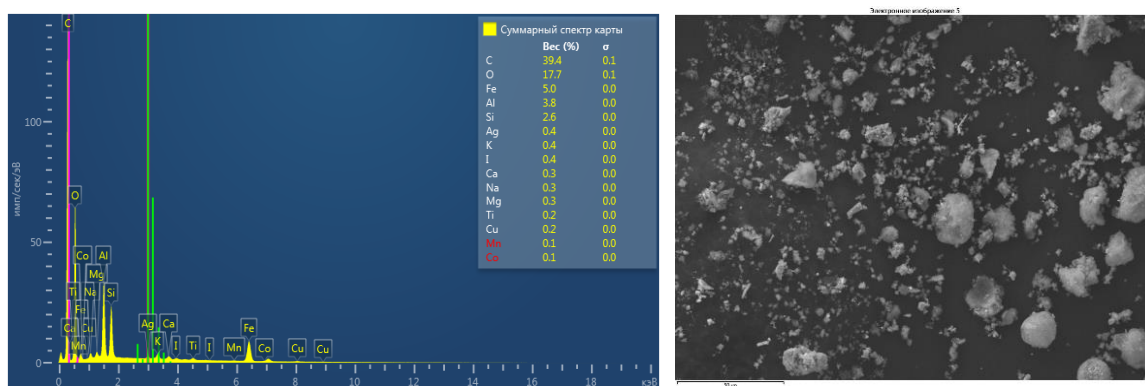 Электронное изображение 5
Суммарный спектр карты
Вес (%) σ
C 39.4 0.1
O 17.7 0.1
Fe 5.0 0.0
Al 3.8 0.0
Si 2.6 0.0
Ag 0.4 0.0
K 0.4 0.0
I 0.4 0.0
Ca 0.3 0.0
Na 0.3 0.0
Mg 0.3 0.0
Ti 0.2 0.0
Cu 0.2 0.0
Mn 0.1 0.0
Co 0.1 0.0
имп/сек/эВ
100
50
0
C
O
Co Al
Mg
Ti Na Si
Fe
Ca Cu
Mn
Ag Ca
K I Ti I Mn Fe Co Cu Cu
0 2 4 6 8 10 12 14 16 18 кэВ